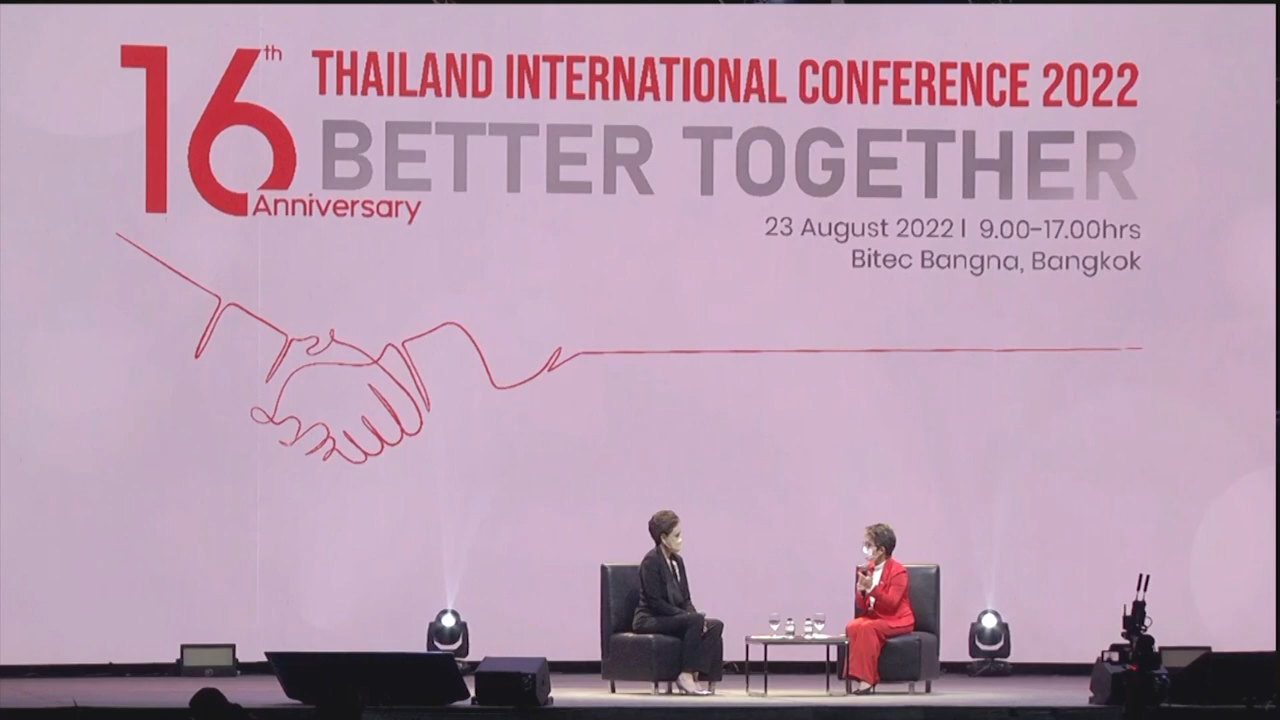 16th
THAILAND INTERNATIONAL CONFERENCE 2022
BETTER TOGETHER
Anniversary
23 August 2022 | 9.00-17.00hrs
Bitec Bangna, Bangkok